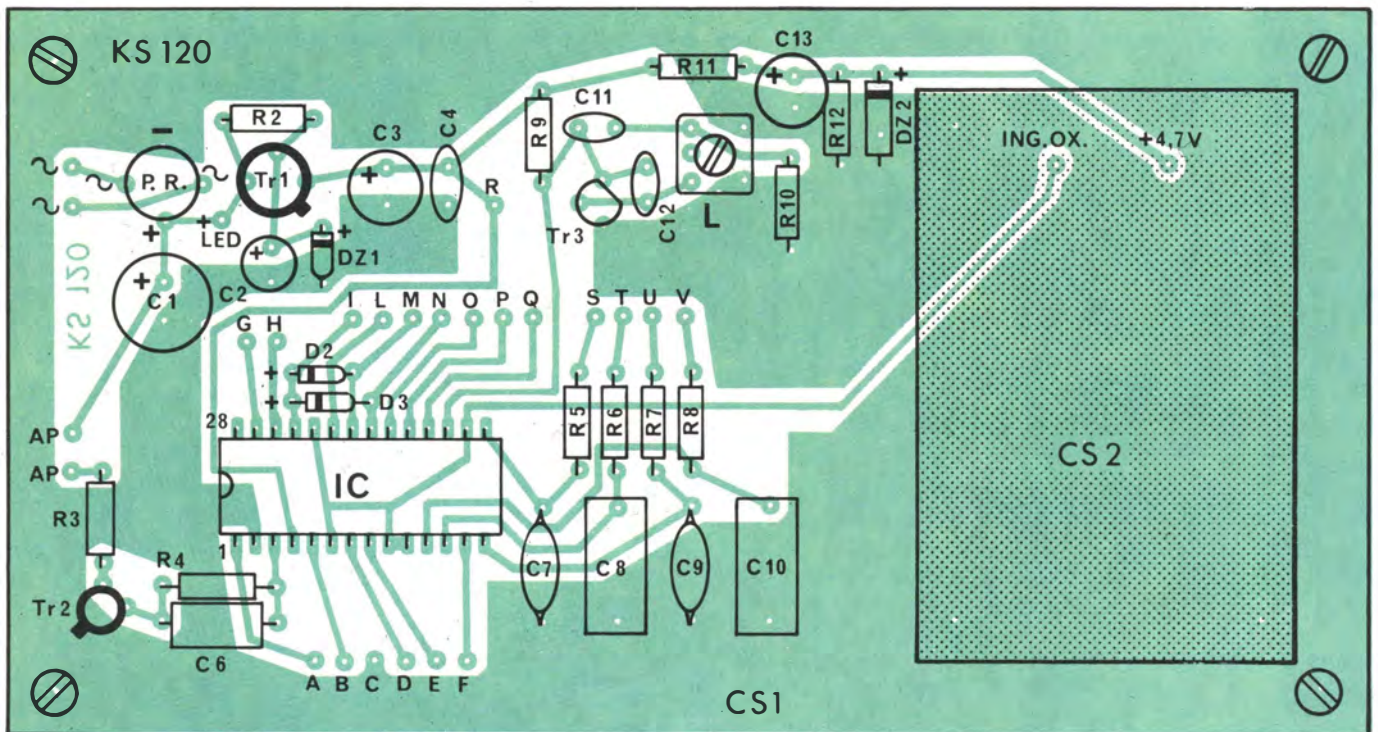 KS 120
C13
+
R11
+
R2
C3
C4
C11
R9
R12
DZ2
ING.OX.
+4,7V
-
~
~
P.R.
~
Tr1
+
R
~
C12
L
R10
Tr3
+
LED
+
+
DZ1
KS 120
+
C1
C2
I L M N O P Q
S T U V
G H
D2
+
+
D3
R5
R6
R7
R8
AP
28
CS2
AP
IC
R3
1
R4
C7
C8
C9
C10
Tr2
C6
A B C D E F
CS1